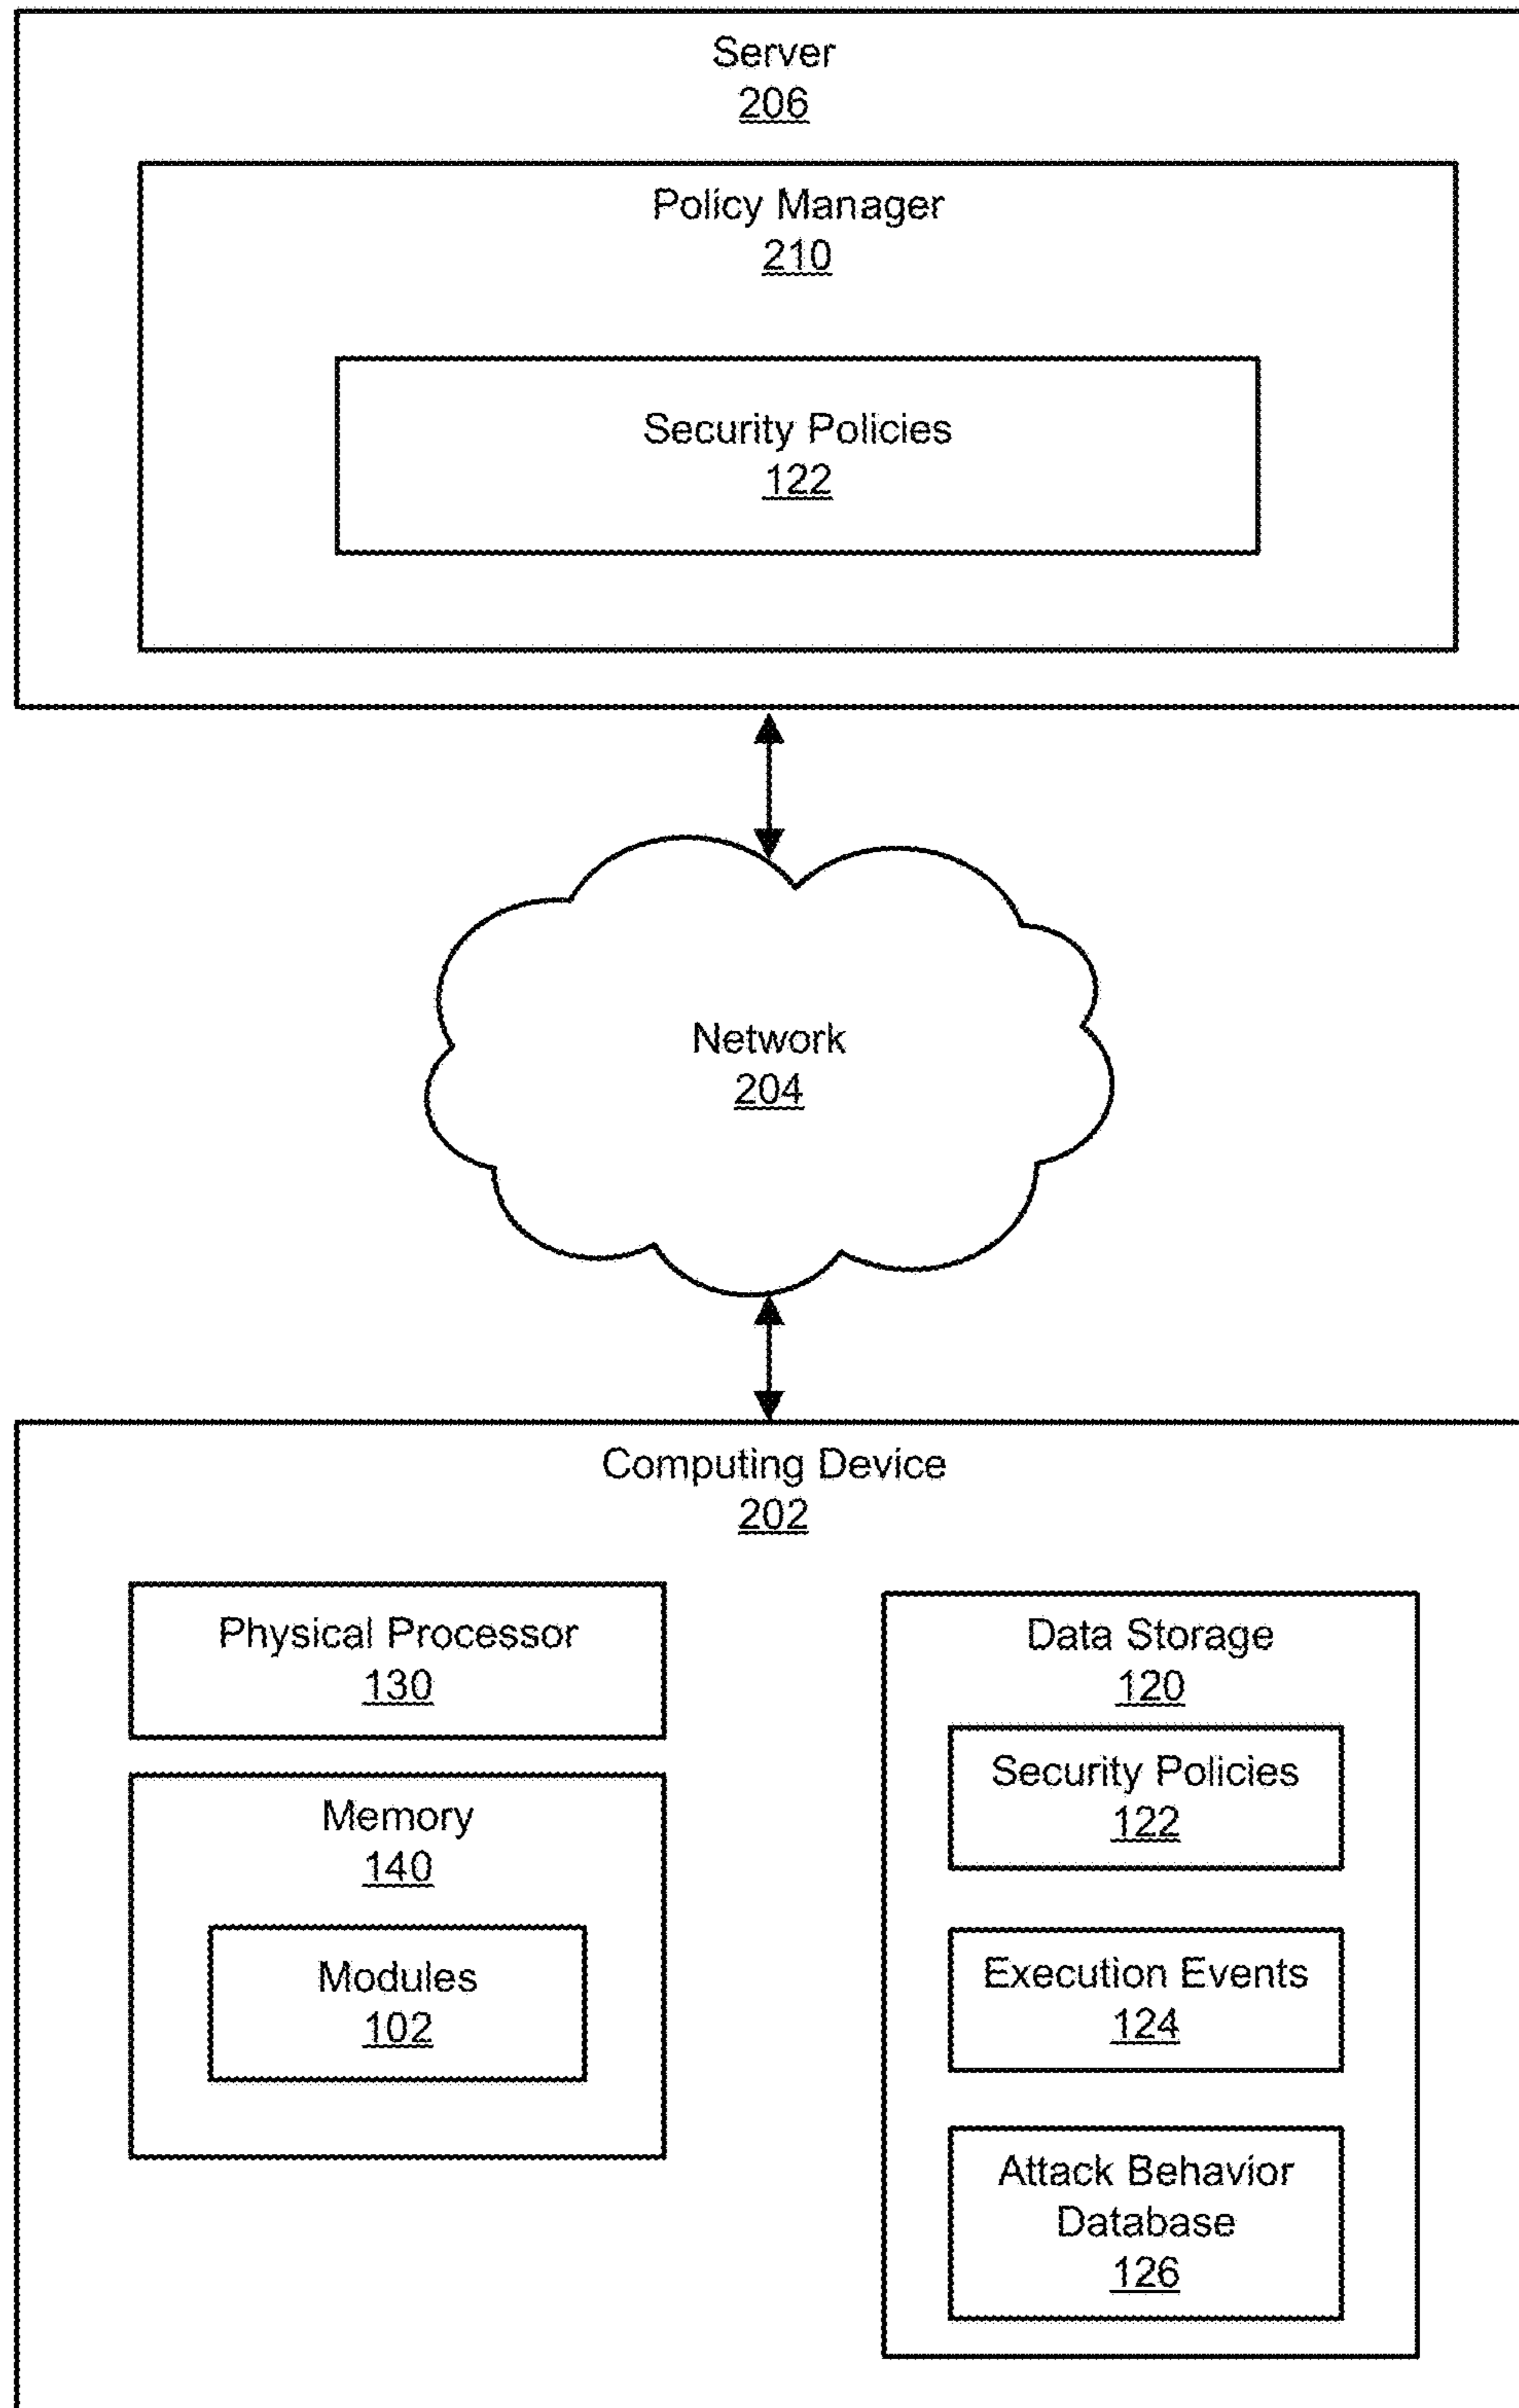 Server
206
Policy Manager
210
Security Policies
122
Network
204
Computing Device
202
Physical Processor
130
Memory
140
Modules
102
Data Storage
120
Security Policies
122
Execution Events
124
Attack Behavior
Database
126